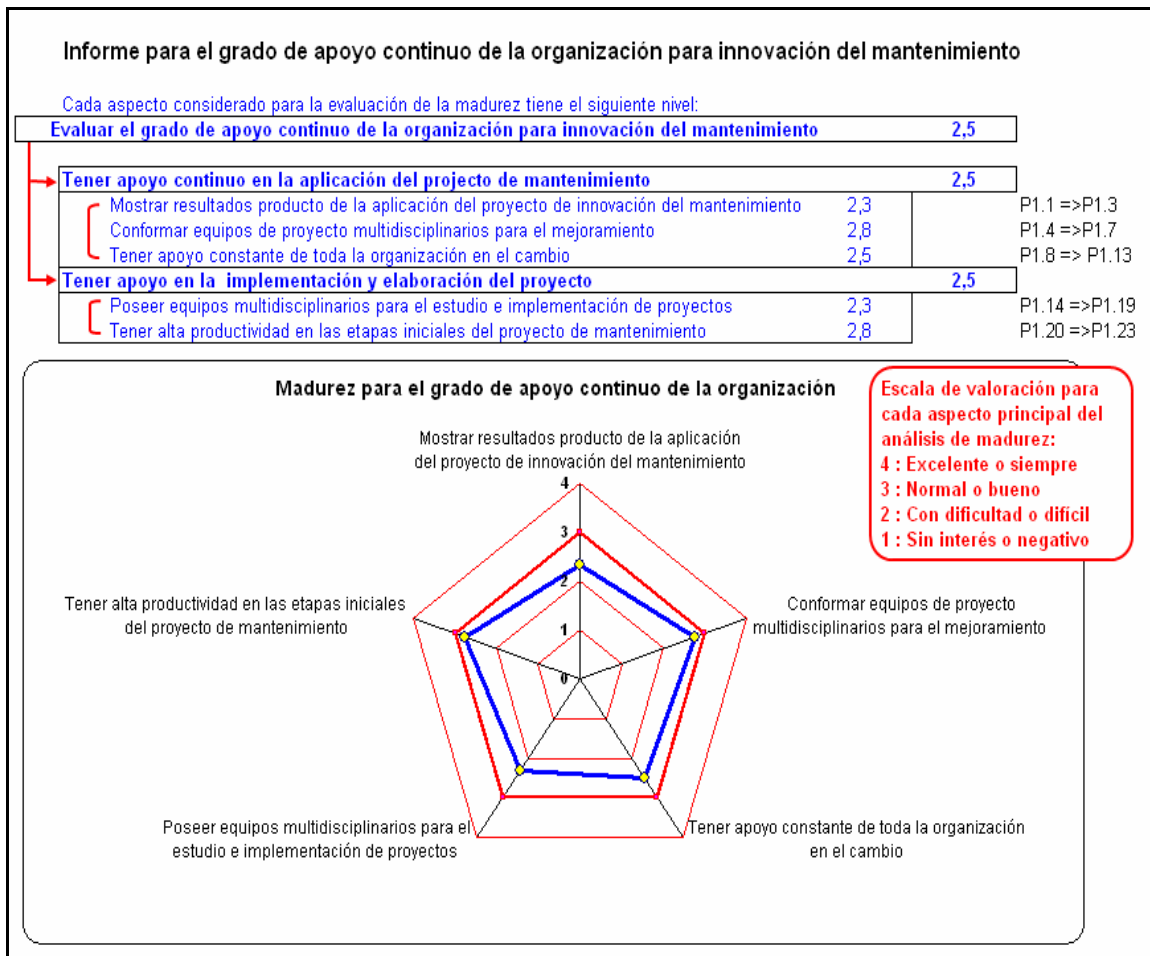 Informe para el grado de apoyo continuo de la organización para innovación del mantenimiento
Cada aspecto considerado para la evaluación de la madurez tiene el siguiente nivel:
Evaluar el grado de apoyo continuo de la organización para innovación del mantenimiento 2,5
Tener apoyo continuo en la aplicación del projecto de mantenimiento 2,5
Mostrar resultados producto de la aplicación del proyecto de innovación del mantenimiento 2,3 P1.1 =>P1.3
Conformar equipos de proyecto multidisciplinarios para el mejoramiento 2,8 P1.4 =>P1.7
Tener apoyo constante de toda la organización en el cambio 2,5 P1.8 => P1.13
Tener apoyo en la implementación y elaboración del proyecto 2,5
Poseer equipos multidisciplinarios para el estudio e implementación de proyectos 2,3 P1.14 =>P1.19
Tener alta productividad en las etapas iniciales del proyecto de mantenimiento 2,8 P1.20 =>P1.23
Madurez para el grado de apoyo continuo de la organización
Escala de valoración para
cada aspecto principal del
análisis de madurez:
4 : Excelente o siempre
3 : Normal o bueno
2 : Con dificultad o difícil
1 : Sin interés o negativo
Mostrar resultados producto de la aplicación
del proyecto de innovación del mantenimiento
4
3
2
1
0
Tener alta productividad en las etapas iniciales
del proyecto de mantenimiento
Conformar equipos de proyecto
multidisciplinarios para el mejoramiento
Poseer equipos multidisciplinarios para el
estudio e implementación de proyectos
Tener apoyo constante de toda la organización
en el cambio